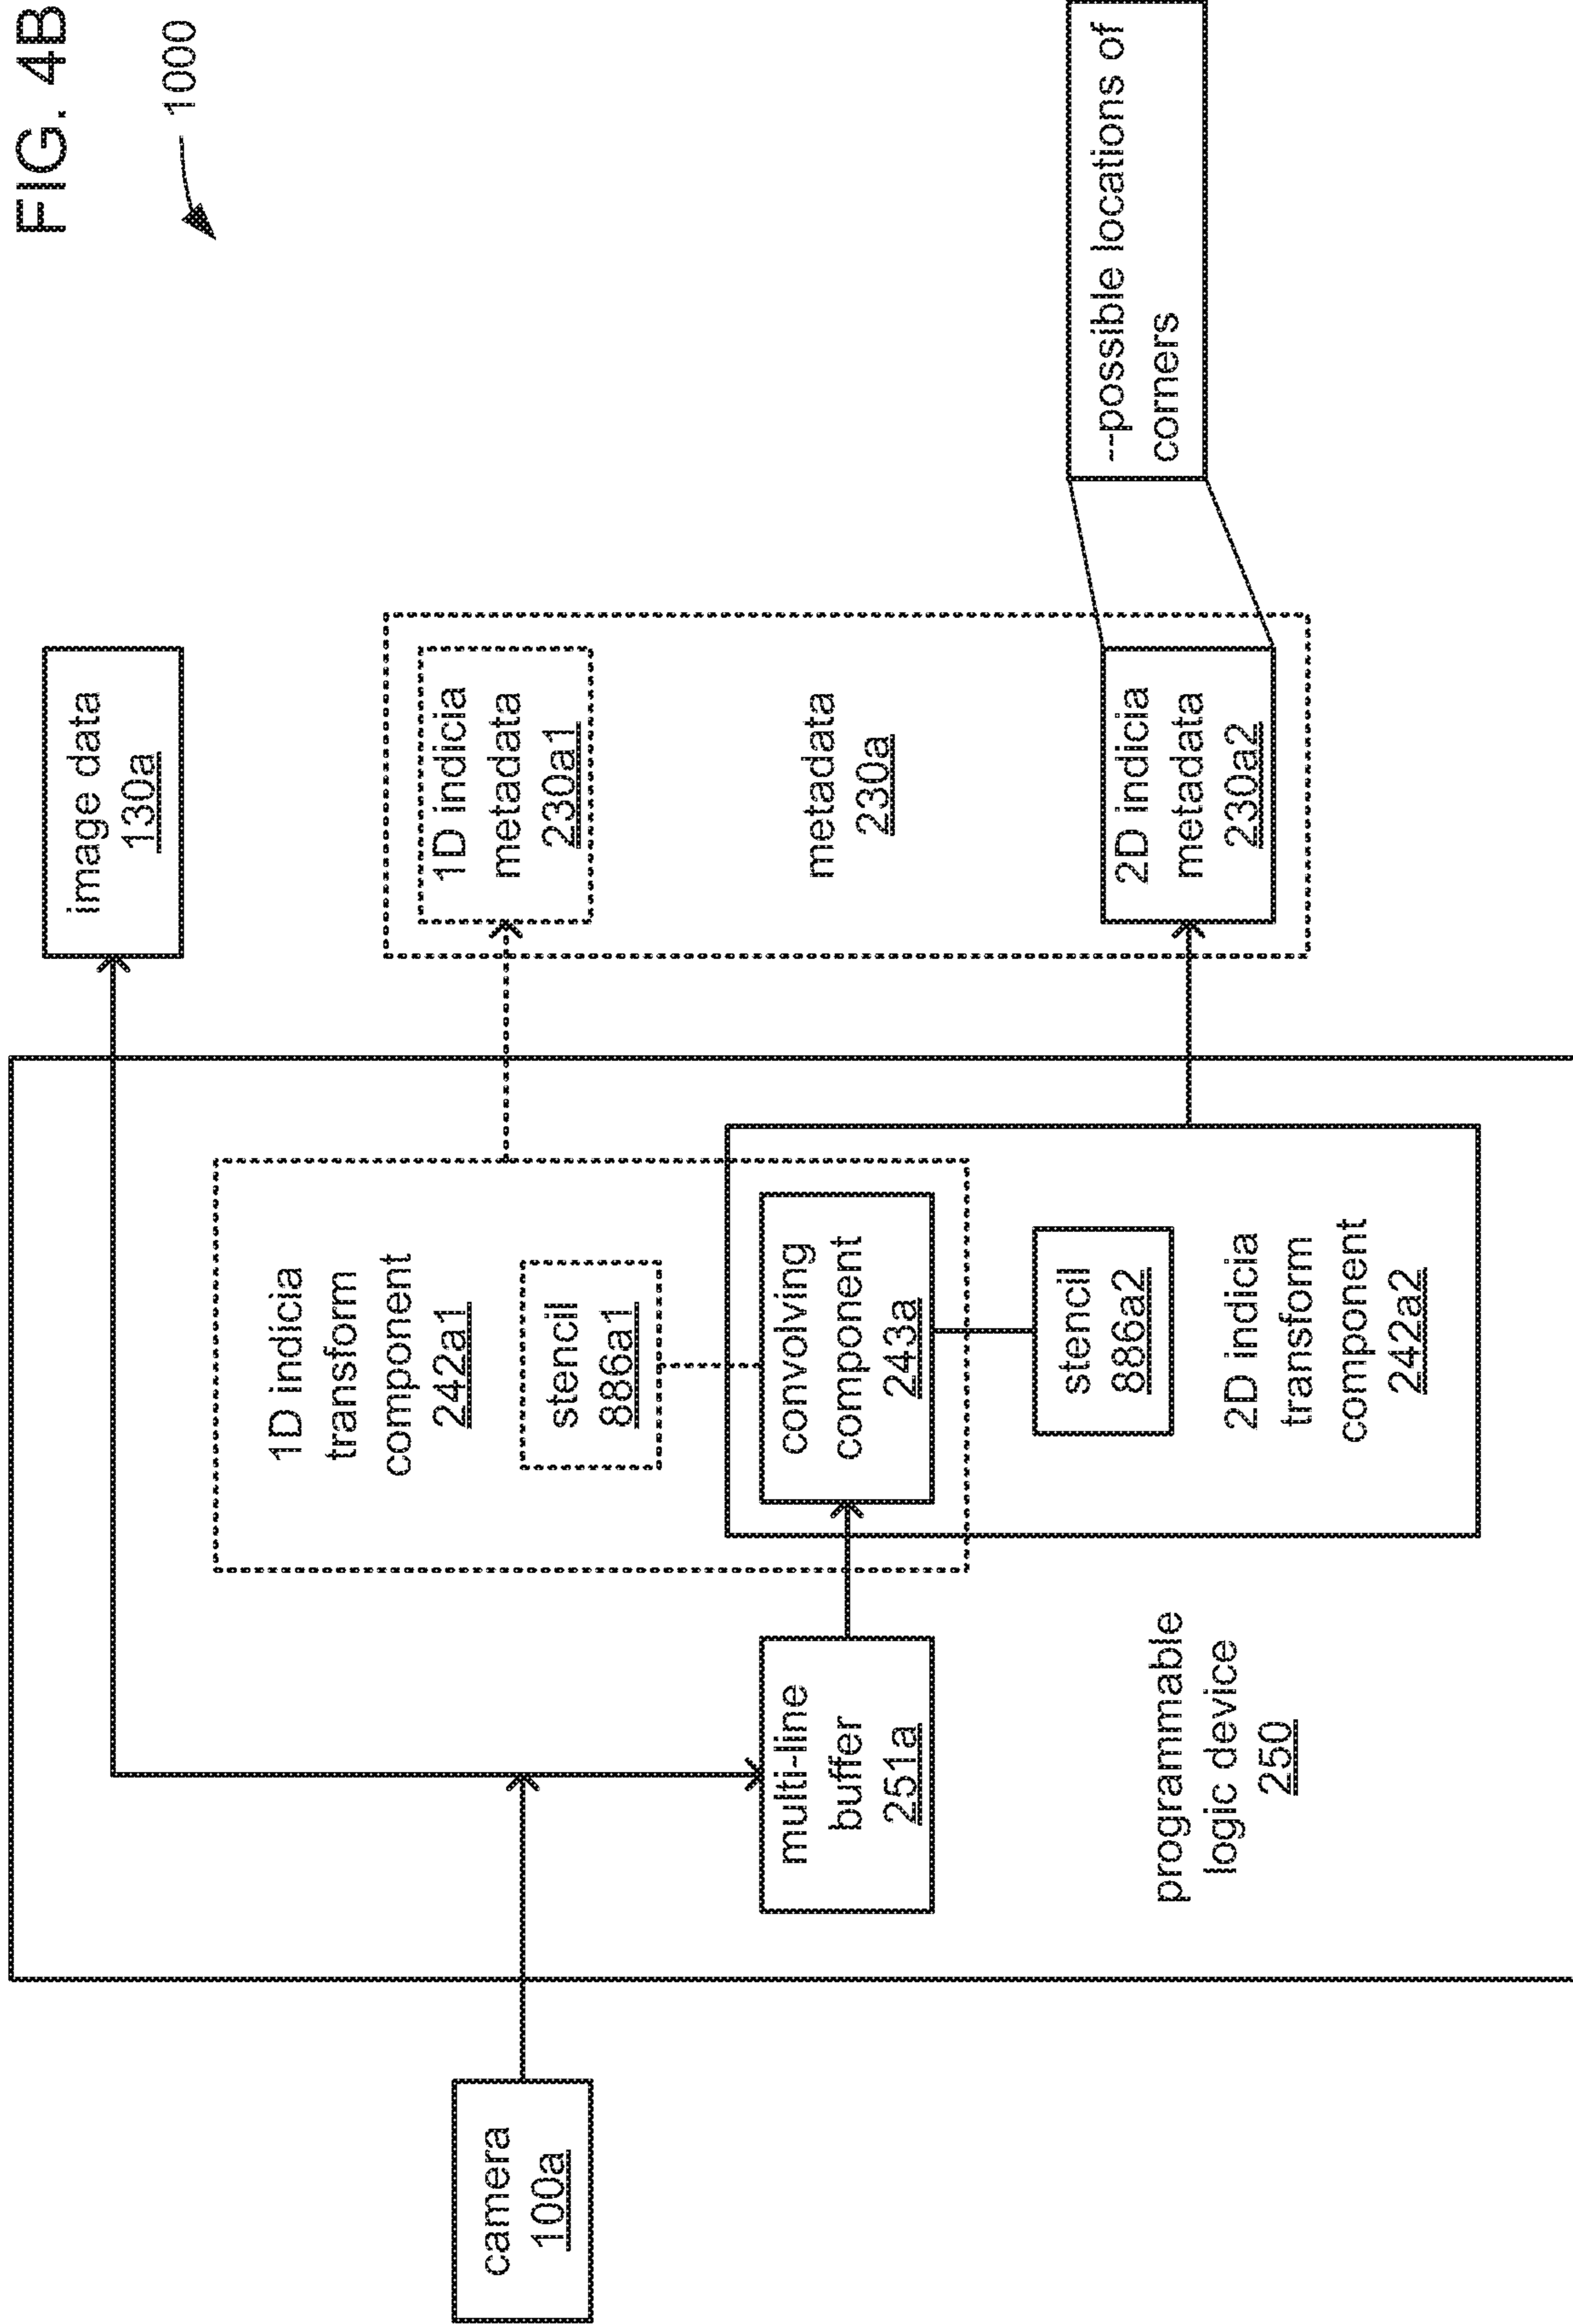 FIG. 4B
1000
camera
100a
image data
130a
1D indicia
transform
component
242a1
stencil
886a1
multi-line
buffer
251a
convolving
component
243a
stencil
886a2
2D indicia
transform
component
242a2
programmable
logic device
250
1D indicia
metadata
230a1
metadata
230a
2D indicia
metadata
230a2
--possible locations of
corners